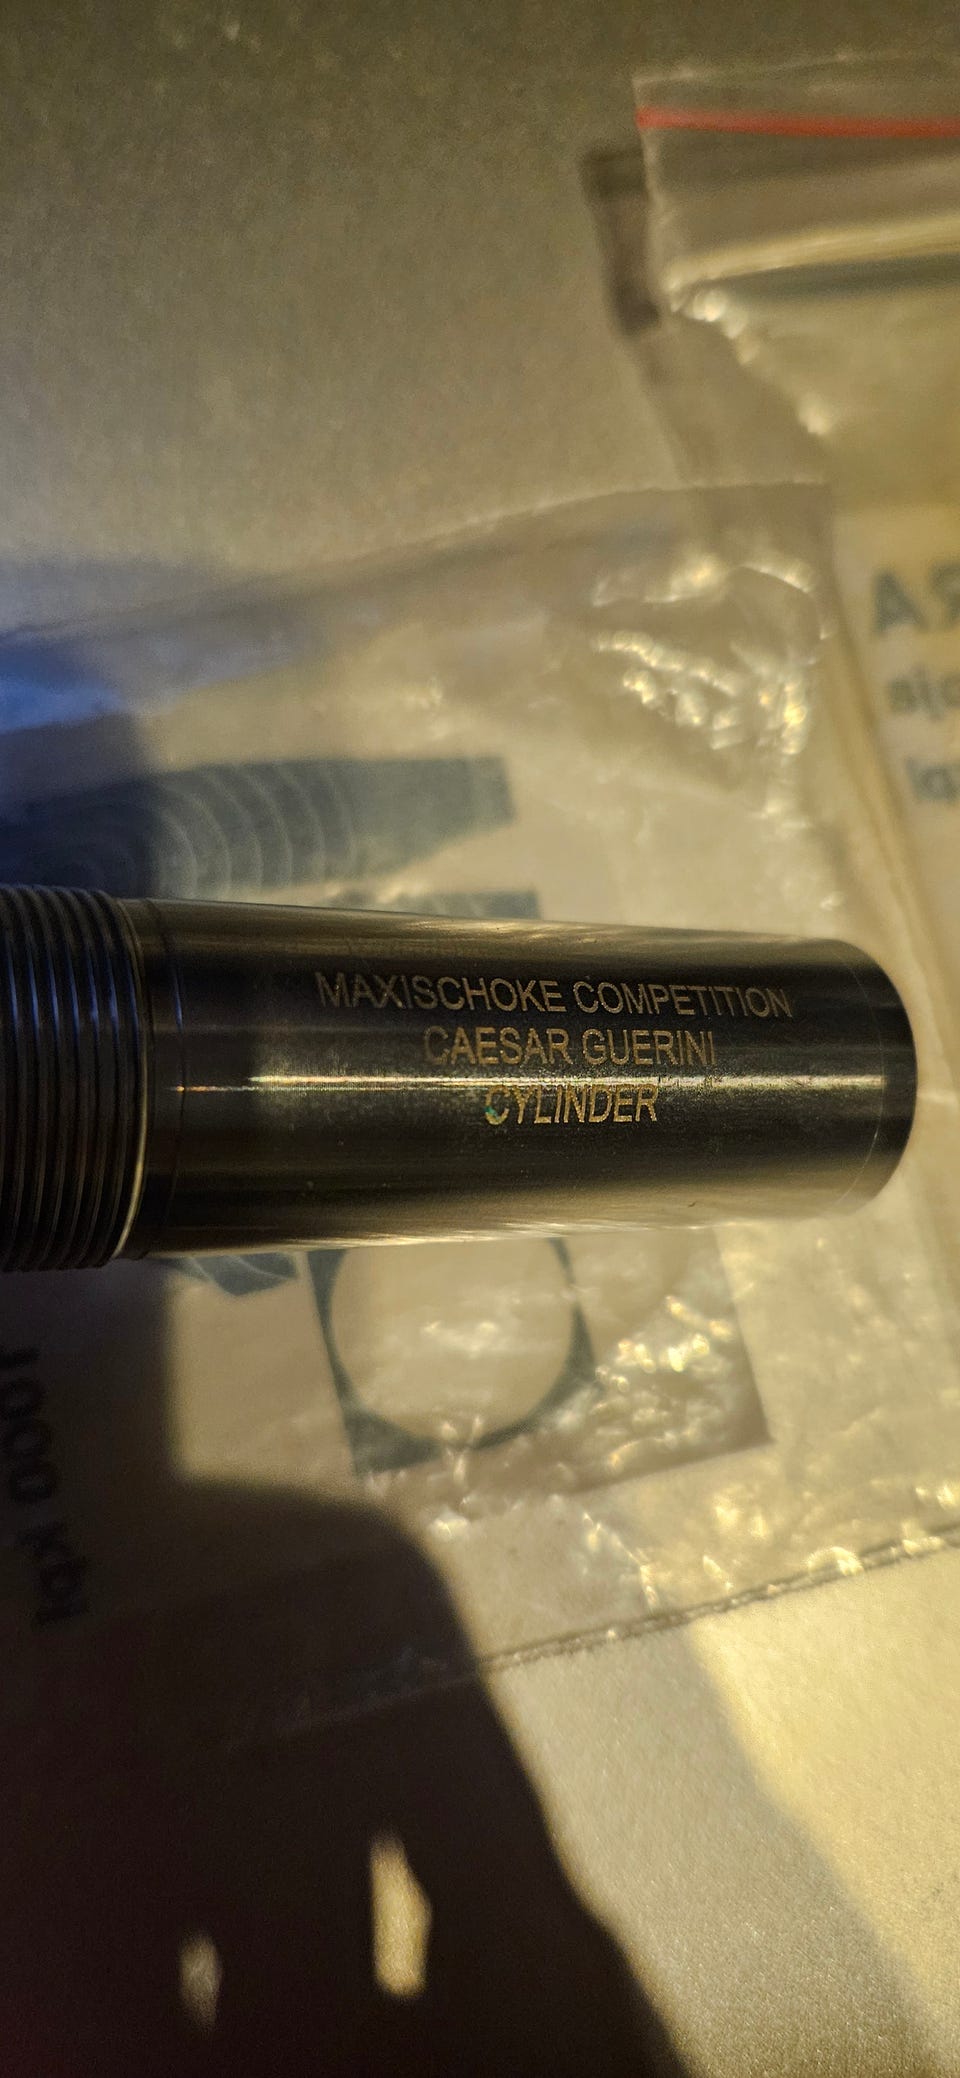 MAXISCHOKE COMPETITION
CAESAR GUERINI
CYLINDER